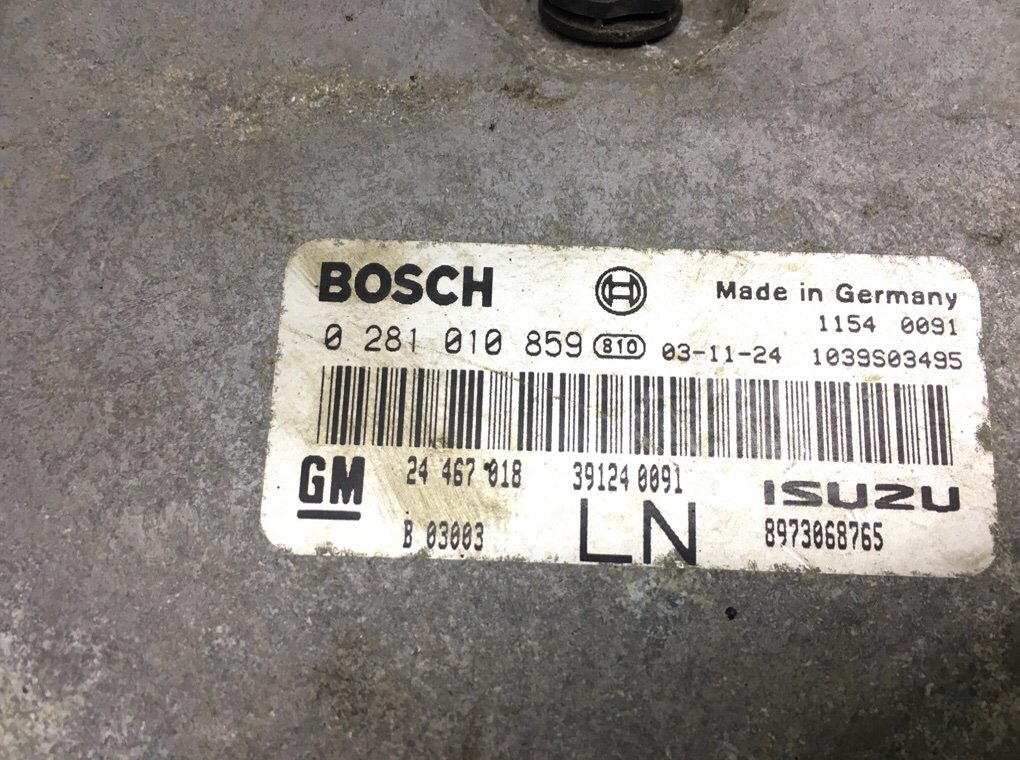 BOSCH Made in Germany
1154 0091
0 281 010 859 810 03-11-24 1039S03495
24 467 018 39124 0091
GM ISUZU
B 03003 LN 8973068765